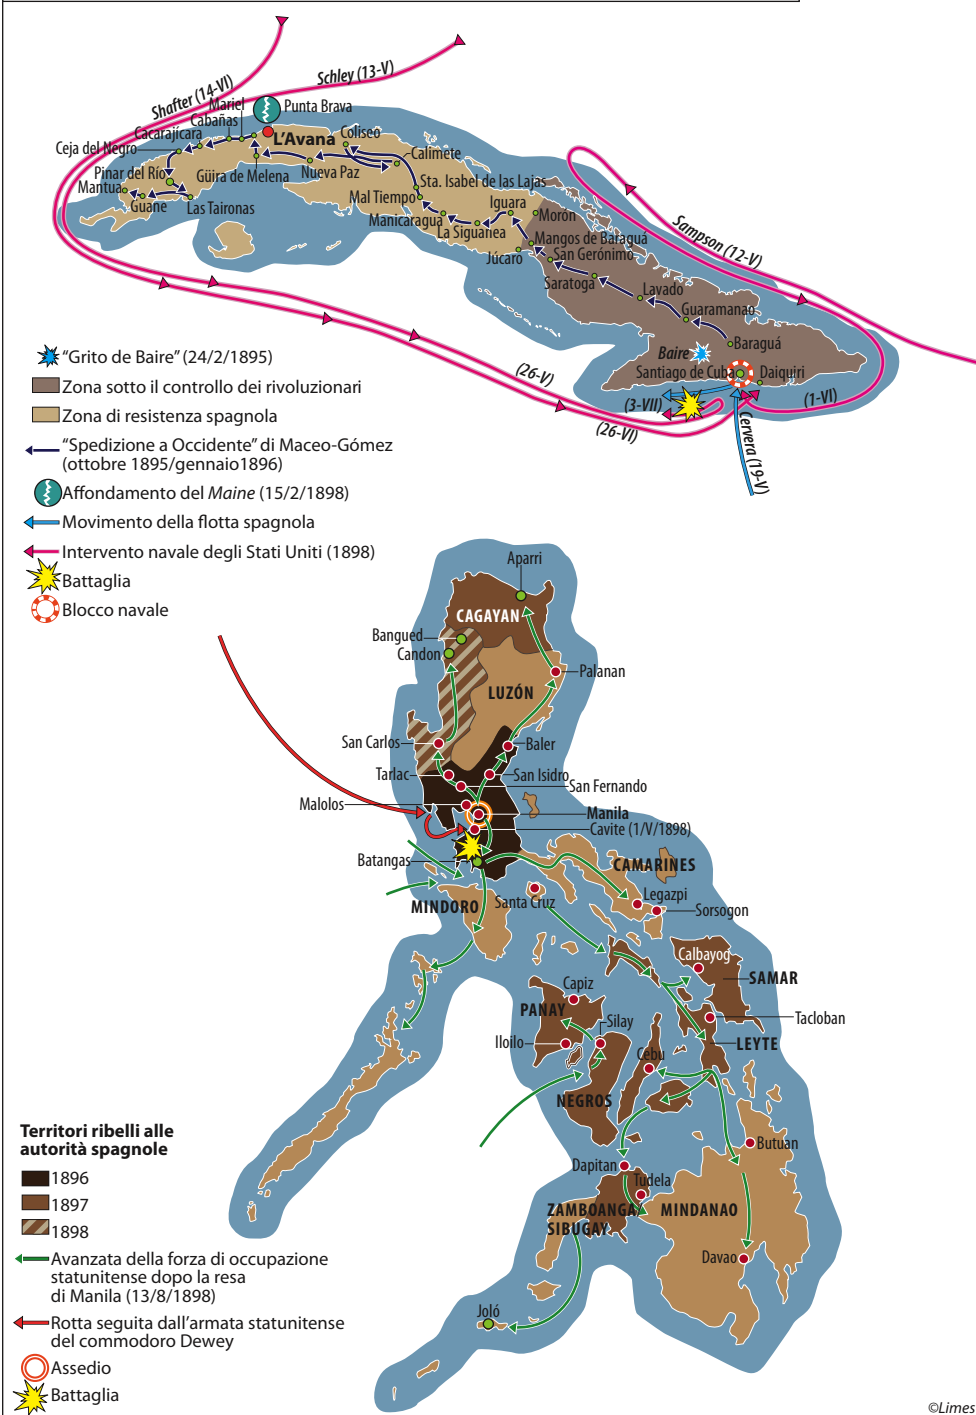 Shafter (14-VI)
Schley (13-V)
Mariel
Punta Brava
Cabañas
Cacarajícara
L'Avana
Coliseo
Ceja del Negro
Calimete
Pinar del Río
Güira de Melena
Nueva Paz
Mantua
Sta. Isabel de las Lajas
Guane
Las Taironas
Mal Tiempo
Iguara
Manicaragua
Morón
La Siguanea
Sampson (12-V)
Mangos de Baraguá
Júcaro
San Gerónimo
Saratoga
Lavado
Guaramanao
Baraguá
Baire
Santiago de Cuba
Daiquiri
(26-V)
(3-VII)
(1-VI)
(26-VI)
Cervera (19-V)
"Grito de Baire" (24/2/1895)
Zona sotto il controllo dei rivoluzionari
Zona di resistenza spagnola
"Spedizione a Occidente" di Maceo-Gómez
(ottobre 1895/gennaio1896)
Affondamento del Maine (15/2/1898)
Movimento della flotta spagnola
Intervento navale degli Stati Uniti (1898)
Battaglia
Blocco navale
Aparri
CAGAYAN
Bangued
Candon
Palanan
LUZÓN
San Carlos
Baler
Tarlac
San Isidro
San Fernando
Malolos
Manila
Cavite (1/V/1898)
Batangas
CAMARINES
MINDORO
Santa Cruz
Legazpi
Sorsogon
Calbayog
SAMAR
Capiz
PANAY
Silay
Tacloban
Iloilo
LEYTE
Cebu
NEGROS
Butuan
Dapitan
Tudela
ZAMBOANGA
SIBUGAY
MINDANAO
Davao
Joló
Territori ribelli alle
autorità spagnole
1896
1897
1898
Avanzata della forza di occupazione
statunitense dopo la resa
di Manila (13/8/1898)
Rotta seguita dall'armata statunitense
del commodoro Dewey
Assedio
Battaglia
©Limes